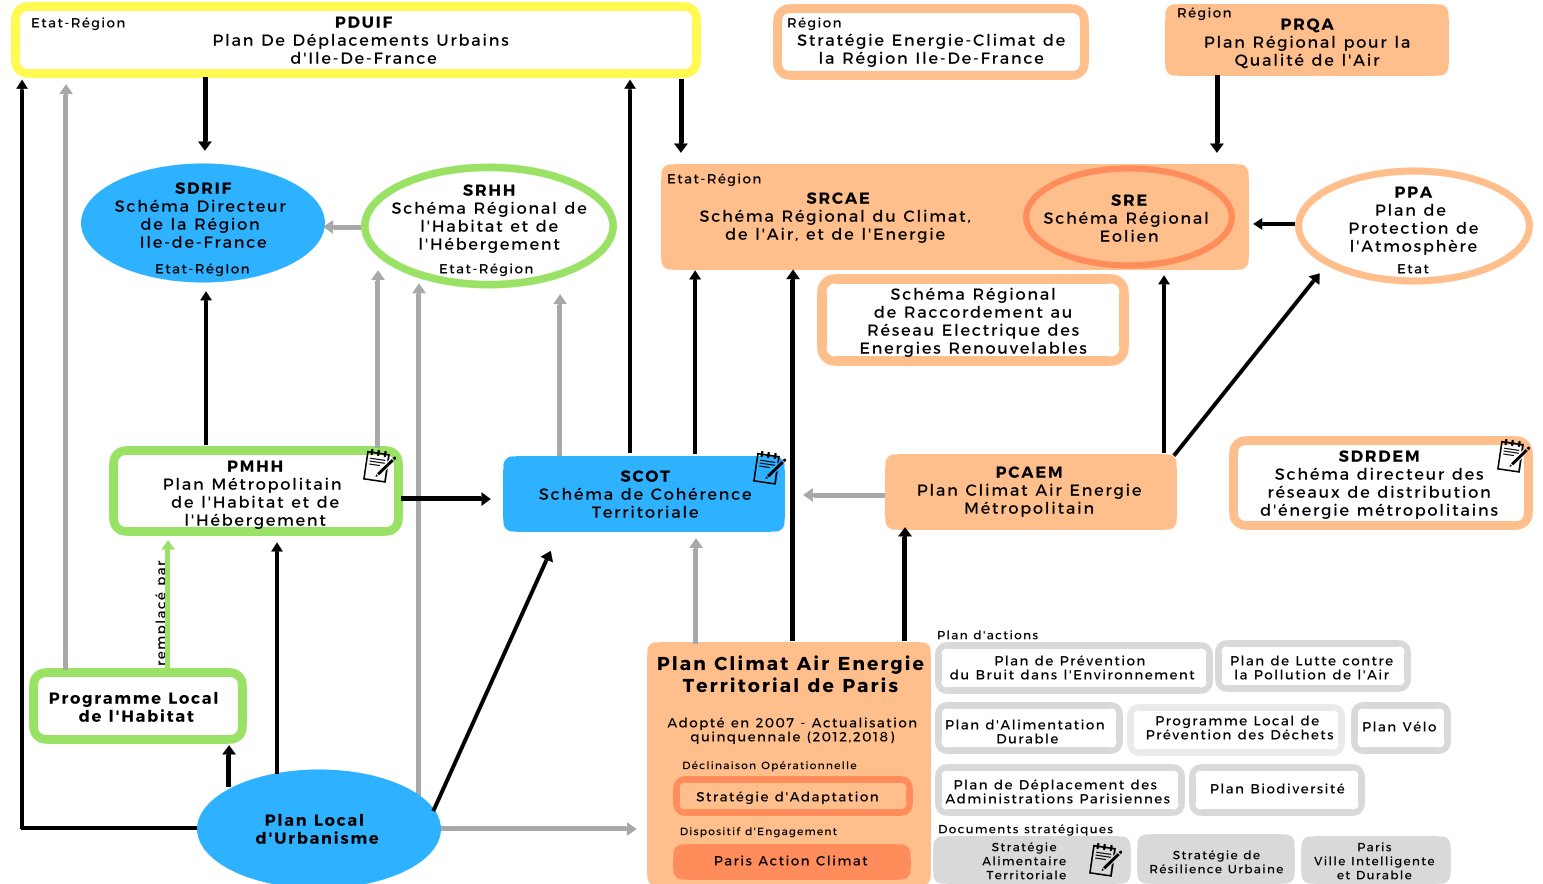 Etat-Région
PDUIF
Plan De Déplacements Urbains
d'Ile-De-France
Région
Stratégie Energie-Climat de
la Région Ile-De-France
Région
PRQA
Plan Régional pour la
Qualité de l'Air
SDRIF
Schéma Directeur
de la Région
Ile-de-France
Etat-Région
SRHH
Schéma Régional de
l'Habitat et de
l'Hébergement
Etat-Région
Etat-Région
SRCAE
Schéma Régional du Climat,
de l'Air, et de l'Energie
SRE
Schéma Régional
Eolien
PPA
Plan de
Protection de
l'Atmosphère
Etat
Schéma Régional
de Raccordement au
Réseau Electrique des
Energies Renouvelables
PMHH
Plan Métropolitain
de l'Habitat et de
l'Hébergement
SCOT
Schéma de Cohérence
Territoriale
PCAEM
Plan Climat Air Energie
Métropolitain
SDRDEM
Schéma directeur des
réseaux de distribution
d'énergie métropolitains
remplacé par
Programme Local
de l'Habitat
Plan Local
d'Urbanisme
Plan Climat Air Energie
Territorial de Paris
Adopté en 2007 - Actualisation
quinquennale (2012,2018)
Déclinaison Opérationnelle
Stratégie d'Adaptation
Dispositif d'Engagement
Paris Action Climat
Plan d'actions
Plan de Prévention
du Bruit dans l'Environnement
Plan de Lutte contre
la Pollution de l'Air
Plan d'Alimentation
Durable
Programme Local de
Prévention des Déchets
Plan Vélo
Plan de Déplacement des
Administrations Parisiennes
Plan Biodiversité
Documents stratégiques
Stratégie
Alimentaire
Territoriale
Stratégie de
Résilience Urbaine
Paris
Ville Intelligente
et Durable